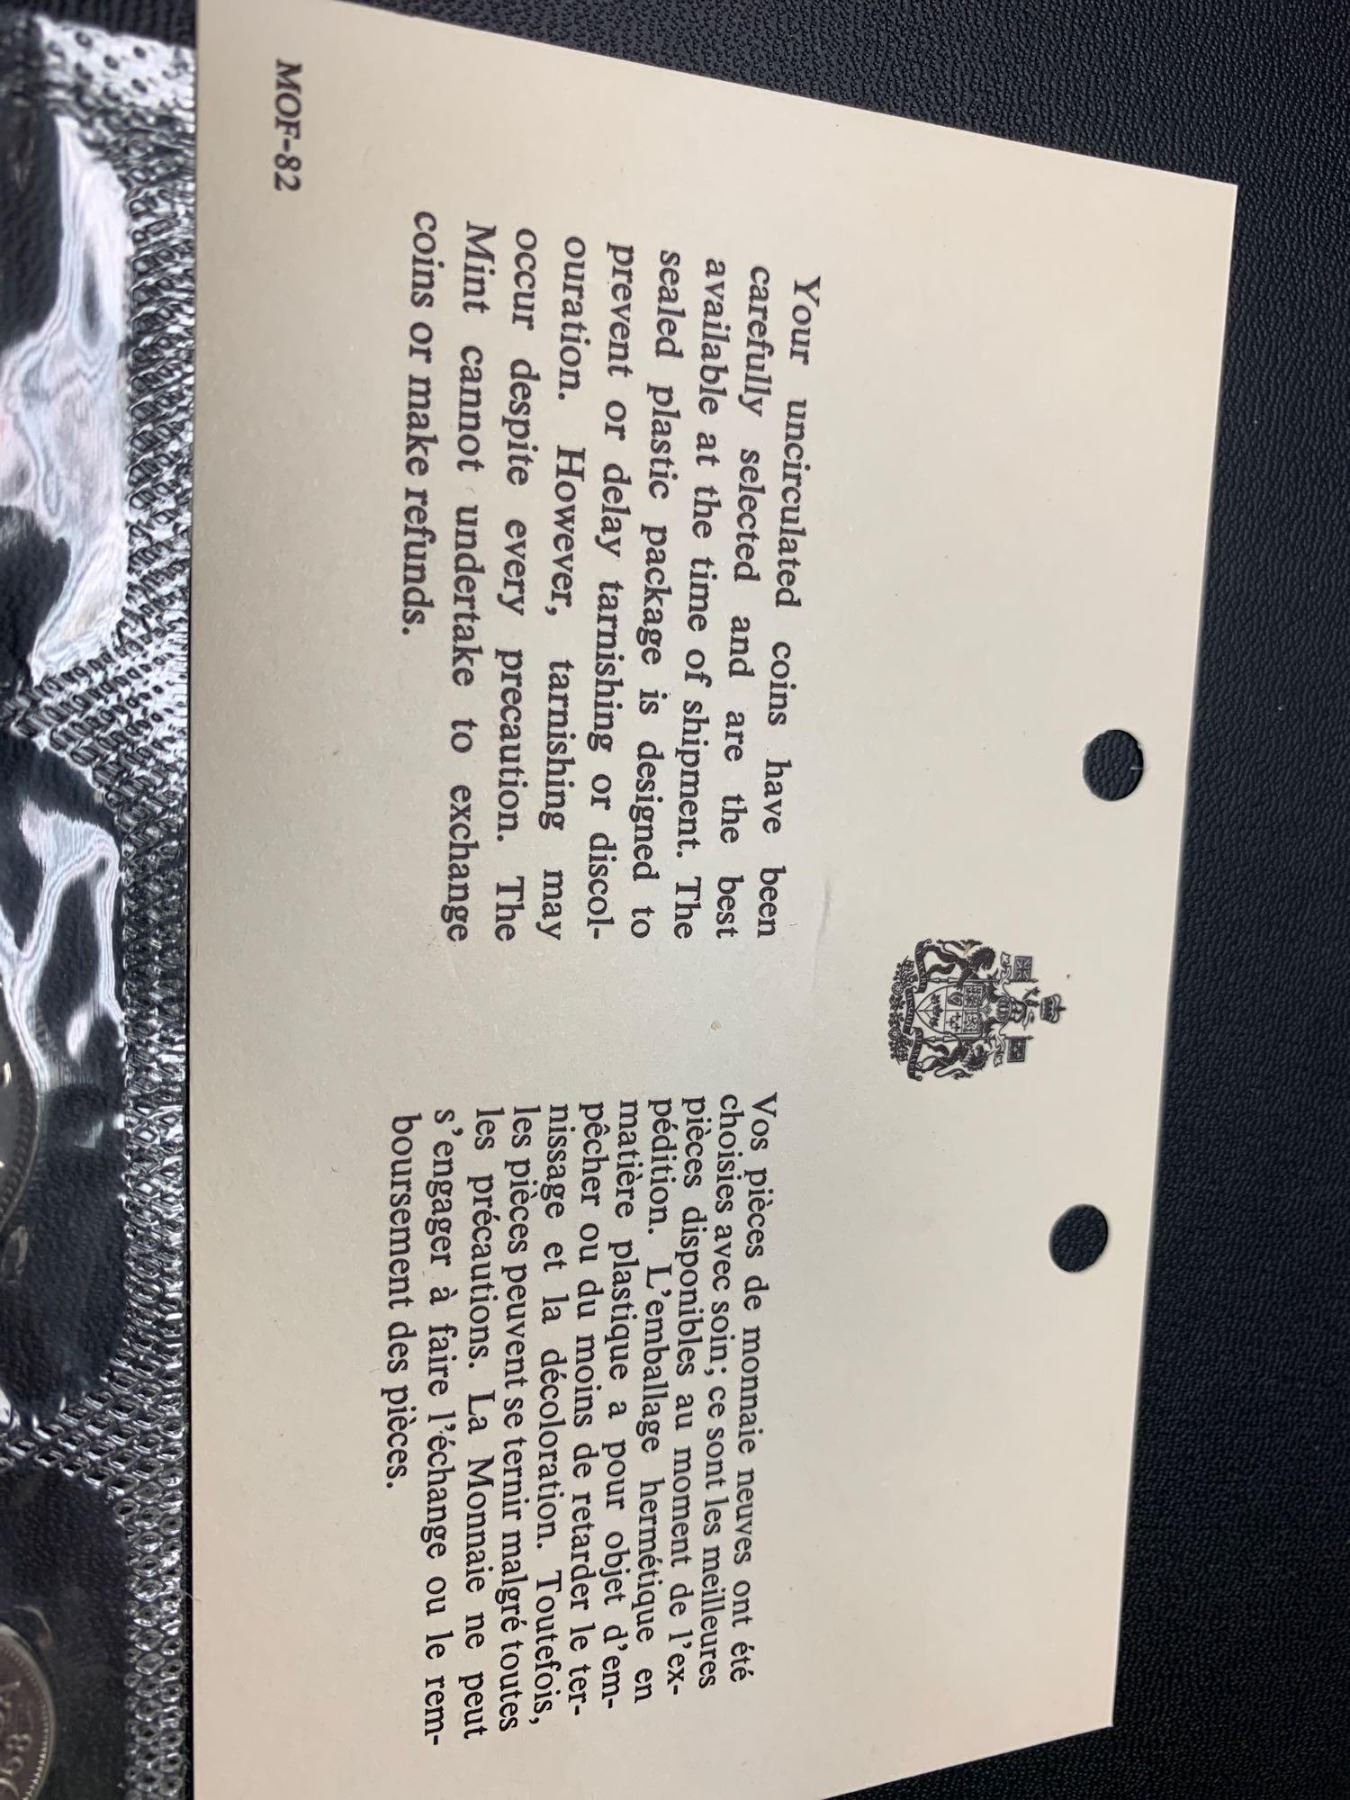 Your uncirculated coins have been
carefully selected and are the best
available at the time of shipment. The
sealed plastic package is designed to
prevent or delay tarnishing or discol-
ouration. However, tarnishing may
occur despite every precaution. The
Mint cannot undertake to exchange
coins or make refunds.
Vos pièces de monnaie neuves ont été
choisies avec soin; ce sont les meilleures
pièces disponibles au moment de l'ex-
pédition. L'emballage hermétique en
matière plastique a pour objet d'em-
pêcher ou du moins de retarder le ter-
nissage et la décoloration. Toutefois,
les pièces peuvent se ternir malgré toutes
les précautions. La Monnaie ne peut
s'engager à faire l'échange ou le rem-
boursement des pièces.
MOF-82